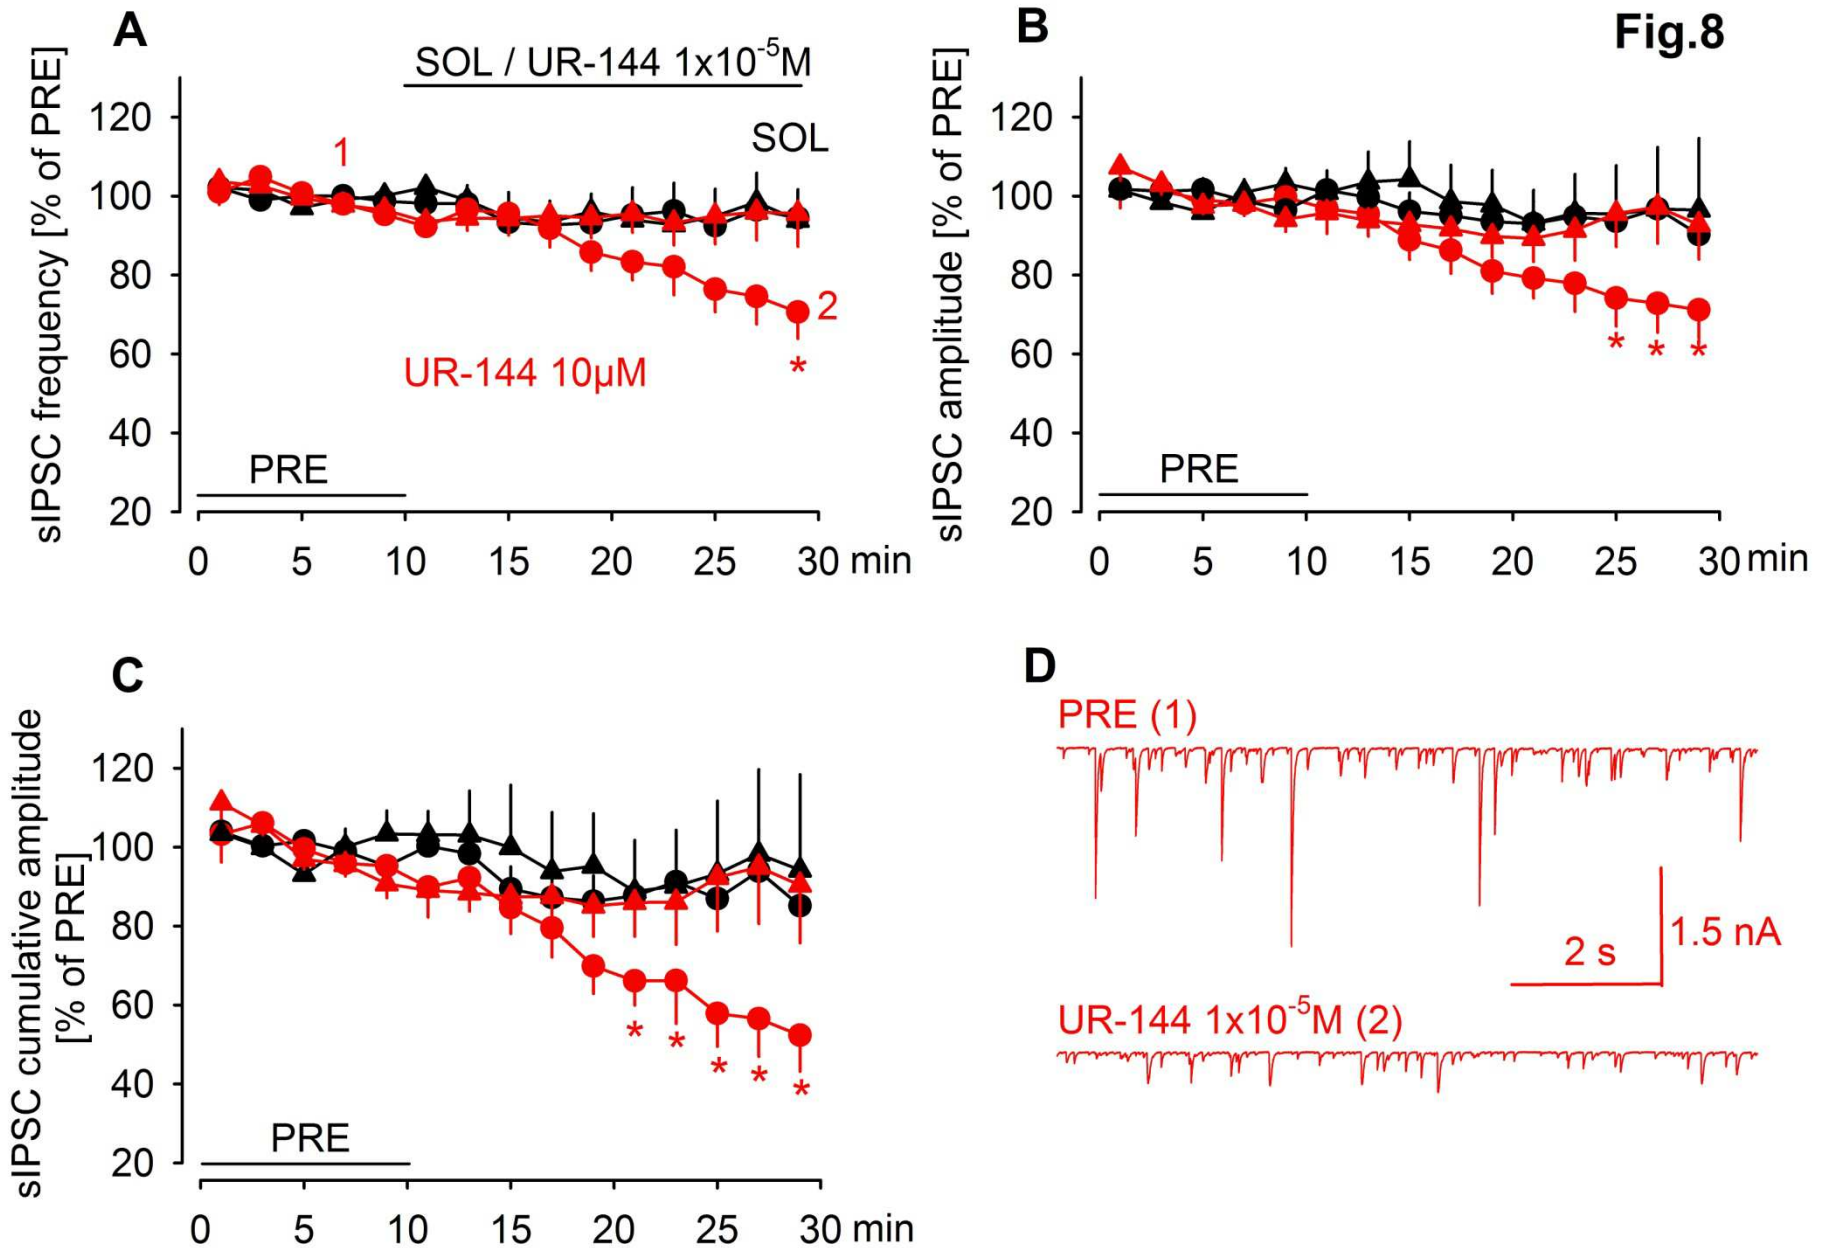 A
B
Fig.8
SOL / UR-144 1x10⁻⁵M
sIPSC frequency [% of PRE]
120
100
80
60
40
20
1
SOL
2
*
UR-144 10µM
PRE
0 5 10 15 20 25 30 min
sIPSC amplitude [% of PRE]
120
100
80
60
40
20
* * *
PRE
0 5 10 15 20 25 30 min
C
sIPSC cumulative amplitude
[% of PRE]
120
100
80
60
40
20
* * * * *
PRE
0 5 10 15 20 25 30 min
D
PRE (1)
2 s
1.5 nA
UR-144 1x10⁻⁵M (2)